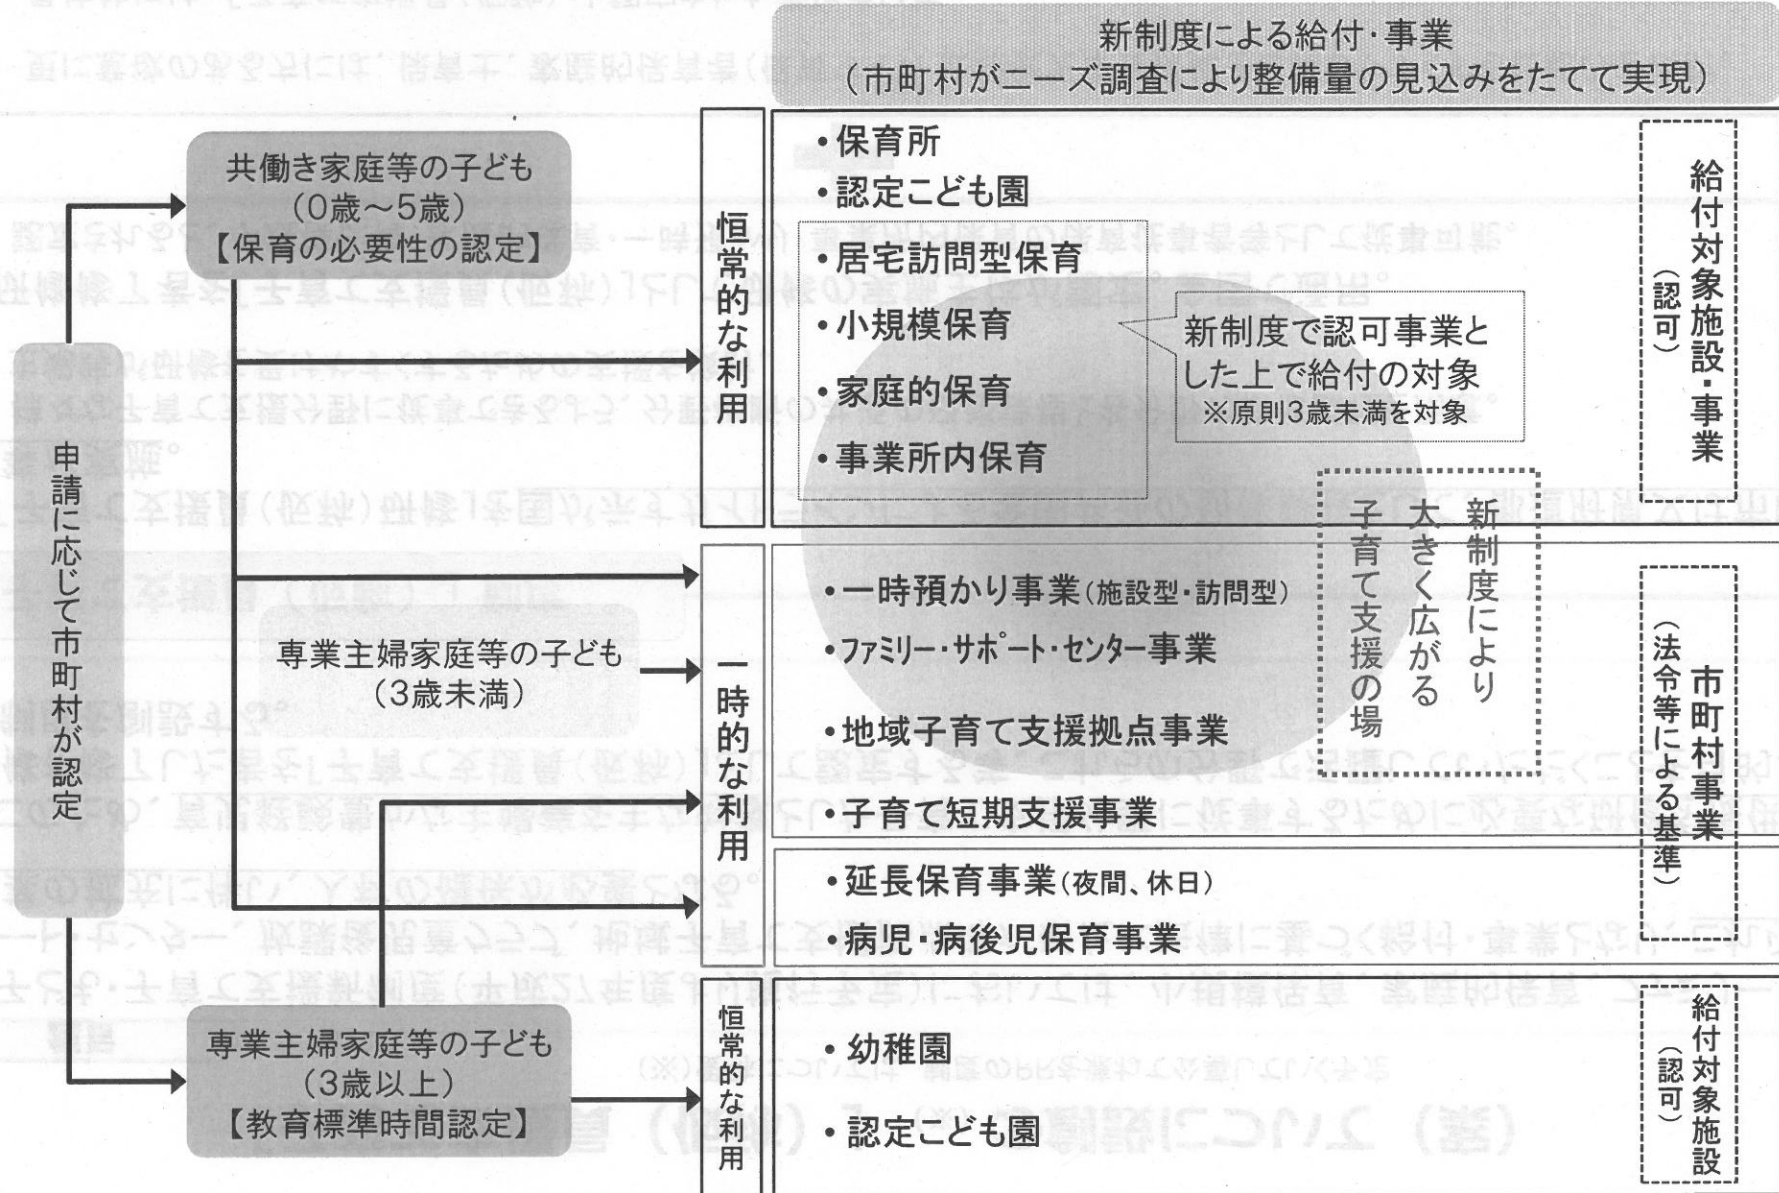 新制度による給付・事業
（市町村がニーズ調査により整備量の見込みをたてて実現）
申請に応じて市町村が認定
共働き家庭等の子ども
（0歳～5歳）
【保育の必要性の認定】
恒常的な利用
・保育所
・認定こども園
・居宅訪問型保育
・小規模保育
・家庭的保育
・事業所内保育
新制度で認可事業と
した上で給付の対象
※原則3歳未満を対象
給付対象施設・事業
（認可）
新制度により
大きく広がる
子育て支援の場
専業主婦家庭等の子ども
（3歳未満）
一時的な利用
・一時預かり事業（施設型・訪問型）
・ファミリー・サポート・センター事業
・地域子育て支援拠点事業
・子育て短期支援事業
・延長保育事業（夜間、休日）
・病児・病後児保育事業
市町村事業
（法令等による基準）
専業主婦家庭等の子ども
（3歳以上）
【教育標準時間認定】
恒常的な利用
・幼稚園
・認定こども園
給付対象施設
（認可）